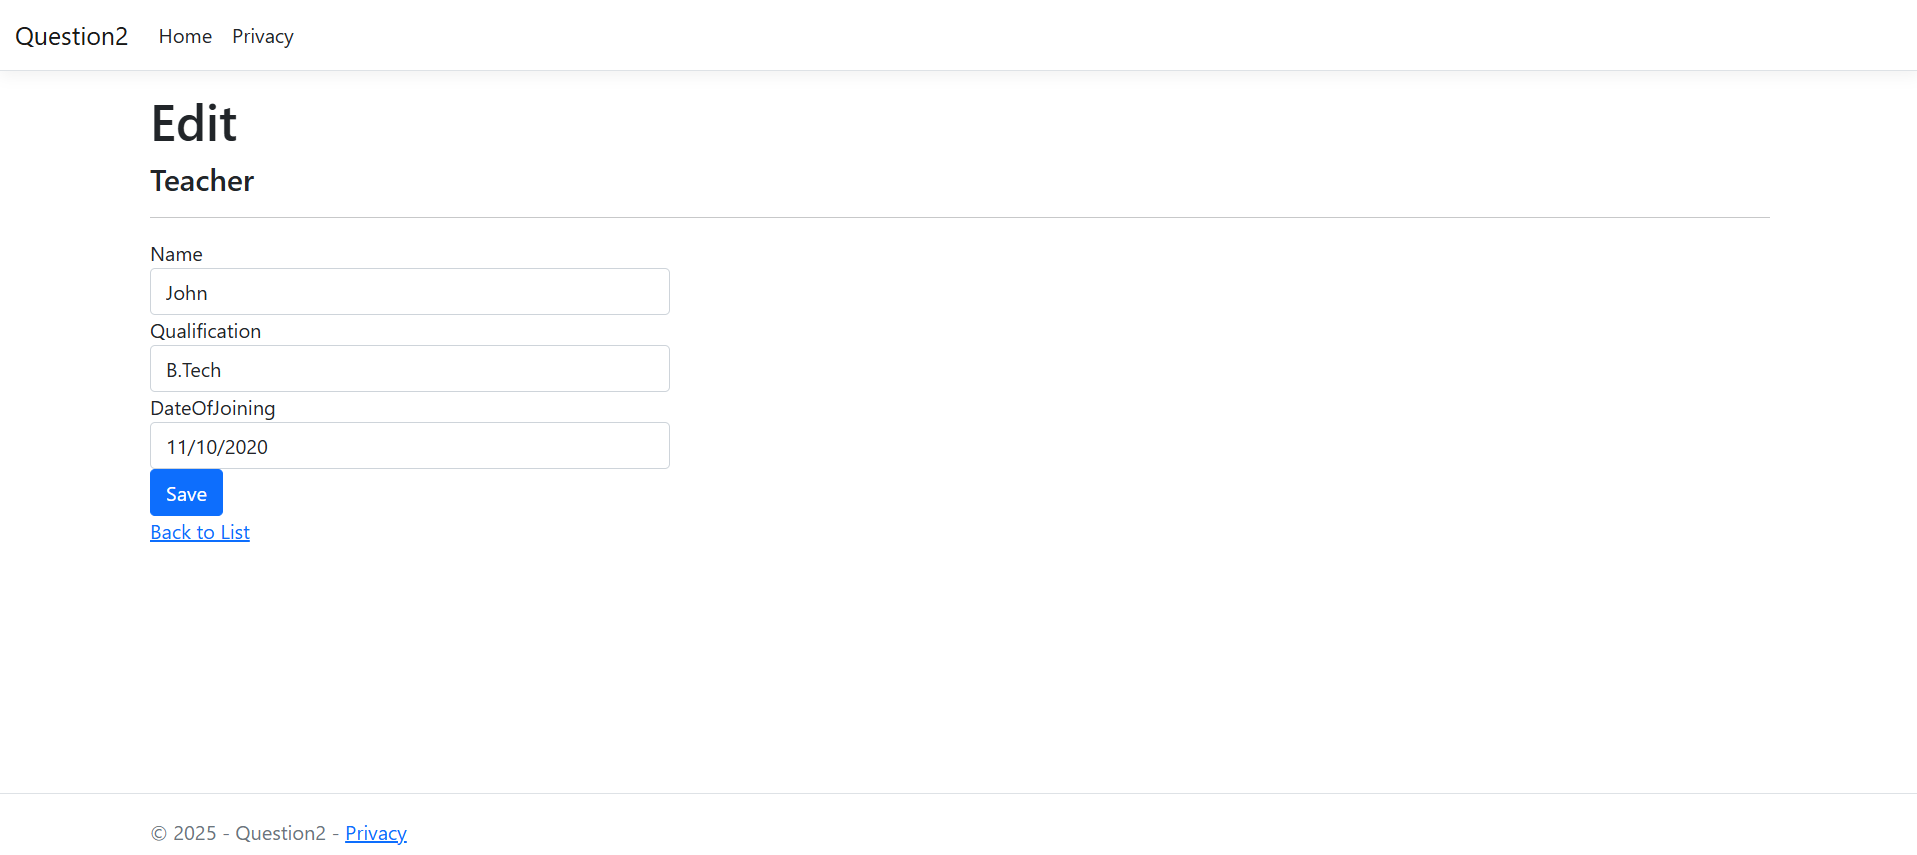 Question2 Home Privacy
Edit
Teacher
Name
John
Qualification
B.Tech
DateOfJoining
11/10/2020
Save
Back to List
© 2025 - Question2 - Privacy